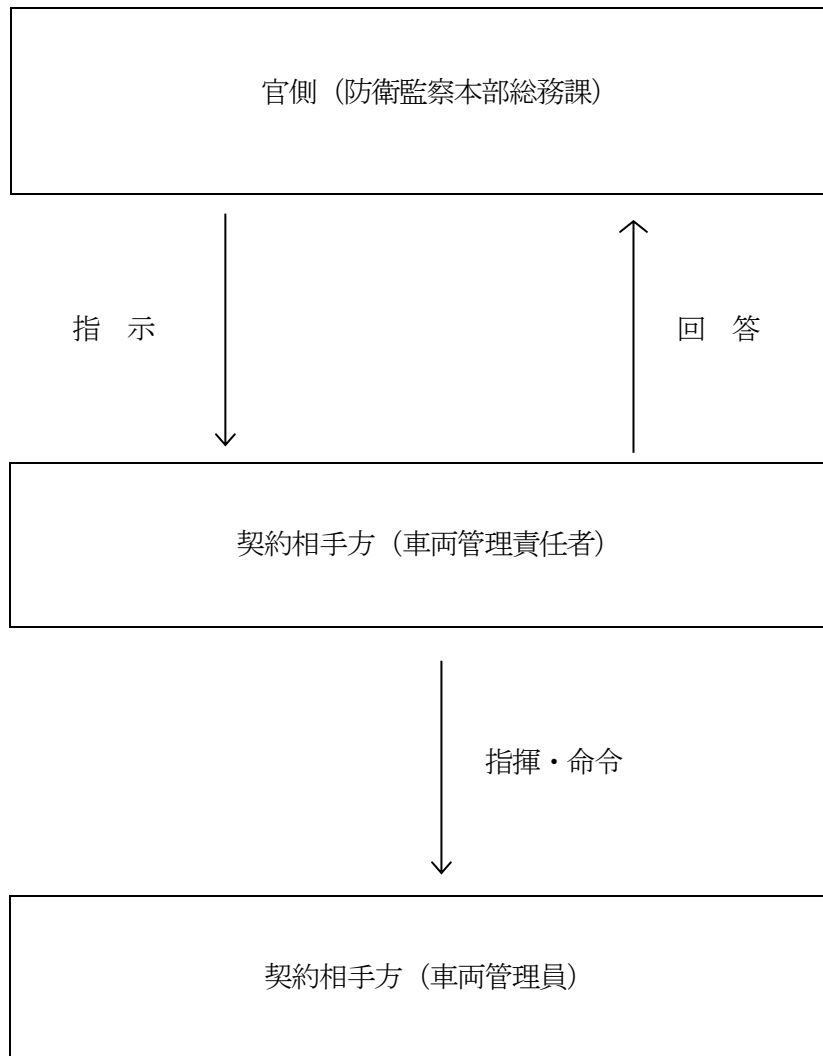 官側（防衛監察本部総務課）
指　示
回　答
契約相手方（車両管理責任者）
指揮・命令
契約相手方（車両管理員）